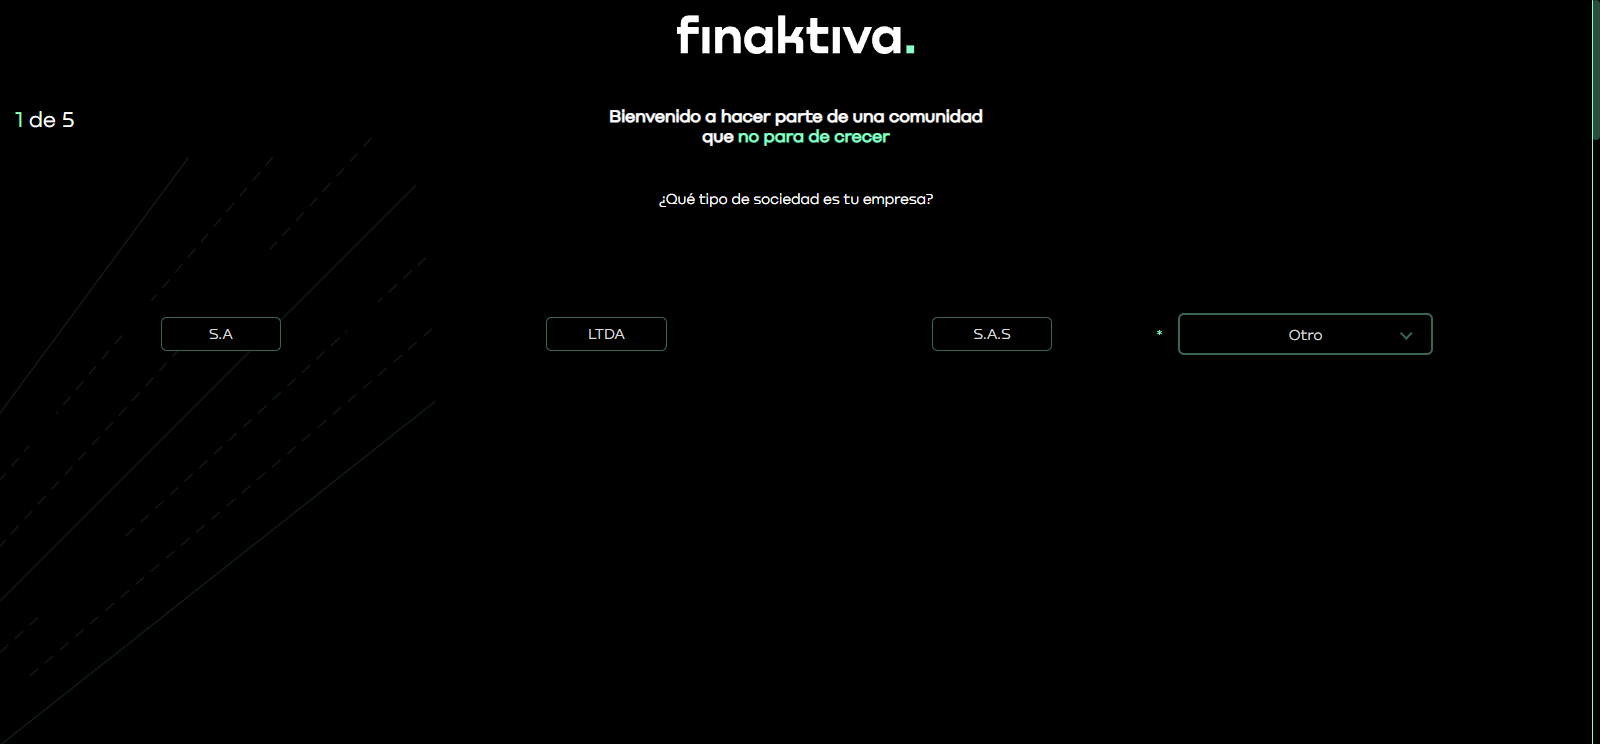 finaktiva.
1 de 5
Bienvenido a hacer parte de una comunidad
que no para de crecer
¿Qué tipo de sociedad es tu empresa?
S.A
LTDA
S.A.S
* Otro